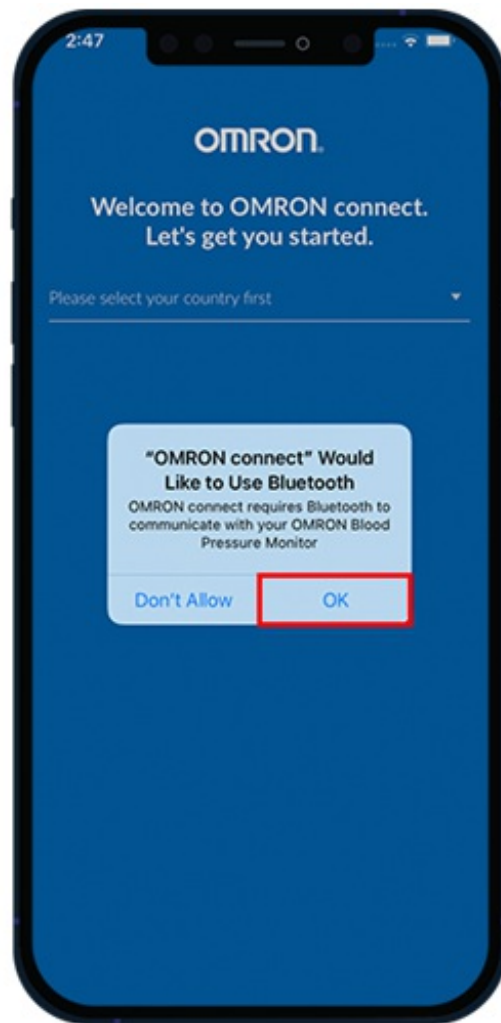 2:47
OMRON
Welcome to OMRON connect.
Let's get you started.
Please select your country first
"OMRON connect" Would
Like to Use Bluetooth
OMRON connect requires Bluetooth to
communicate with your OMRON Blood
Pressure Monitor
Don't Allow OK